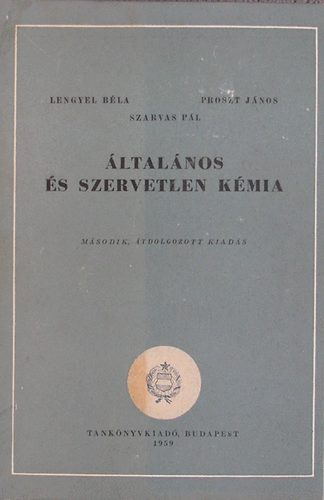 LENGYEL BÉLA PROSZT JÁNOS
SZARVAS PÁL
ÁLTALÁNOS
ÉS SZERVETLEN KÉMIA
MÁSODIK, ÁTDOLGOZOTT KIADÁS
TANKÖNYVKIADÓ, BUDAPEST
1959